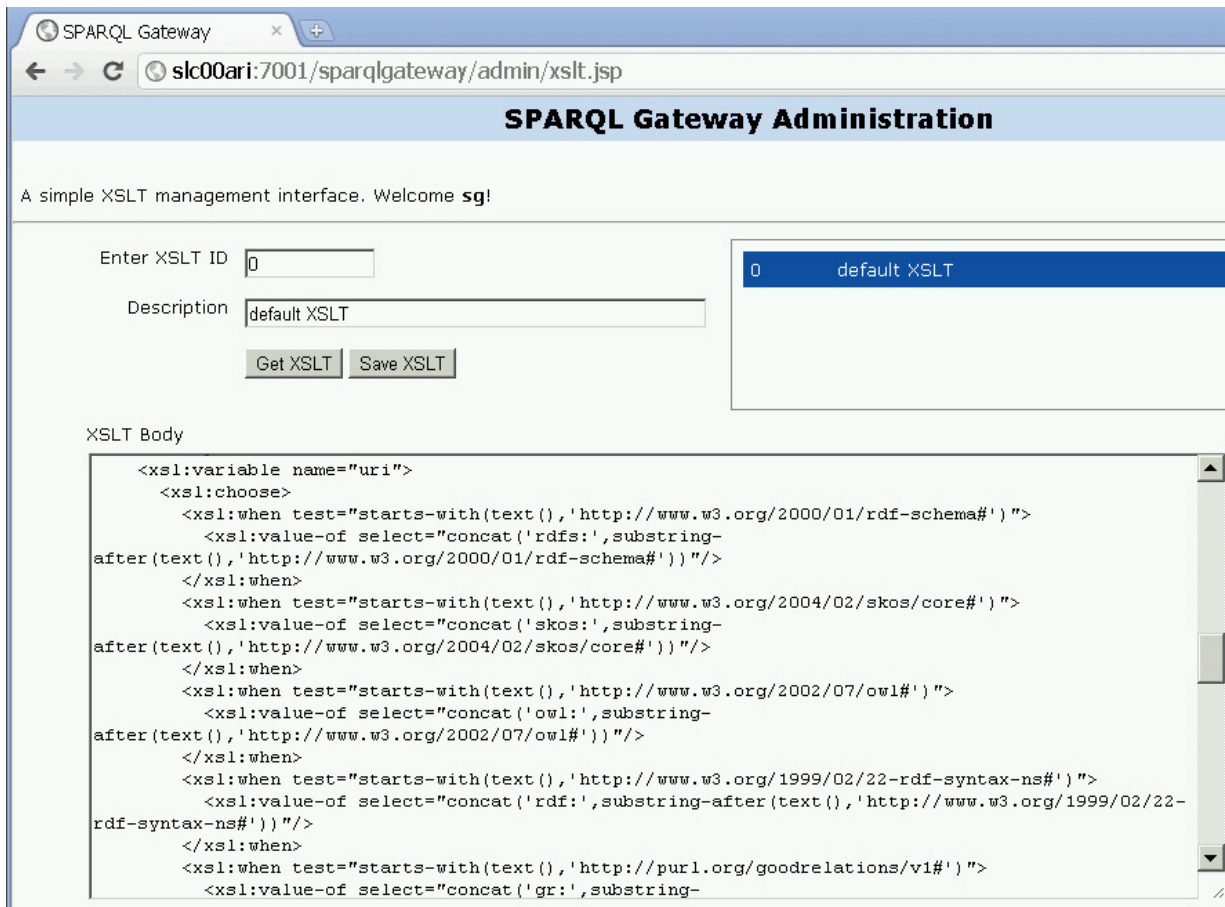 SPARQL Gateway
slc00ari:7001/sparqlgateway/admin/xslt.jsp
SPARQL Gateway Administration
A simple XSLT management interface. Welcome sg!
Enter XSLT ID 0
0 default XSLT
Description default XSLT
Get XSLT Save XSLT
XSLT Body
<xsl:variable name="uri">
<xsl:choose>
<xsl:when test="starts-with(text(),'http://www.w3.org/2000/01/rdf-schema#')">
<xsl:value-of select="concat('rdfs:',substring-
after(text(),'http://www.w3.org/2000/01/rdf-schema#'))"/>
</xsl:when>
<xsl:when test="starts-with(text(),'http://www.w3.org/2004/02/skos/core#')">
<xsl:value-of select="concat('skos:',substring-
after(text(),'http://www.w3.org/2004/02/skos/core#'))"/>
</xsl:when>
<xsl:when test="starts-with(text(),'http://www.w3.org/2002/07/owl#')">
<xsl:value-of select="concat('owl:',substring-
after(text(),'http://www.w3.org/2002/07/owl#'))"/>
</xsl:when>
<xsl:when test="starts-with(text(),'http://www.w3.org/1999/02/22-rdf-syntax-ns#')">
<xsl:value-of select="concat('rdf:',substring-after(text(),'http://www.w3.org/1999/02/22-
rdf-syntax-ns#'))"/>
</xsl:when>
<xsl:when test="starts-with(text(),'http://purl.org/goodrelations/v1#')">
<xsl:value-of select="concat('gr:',substring-